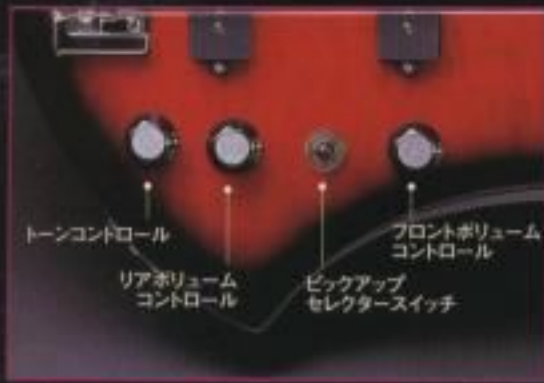 トーンコントロール
リアボリューム
コントロール
ピックアップ
セレクタースイッチ
フロントボリューム
コントロール